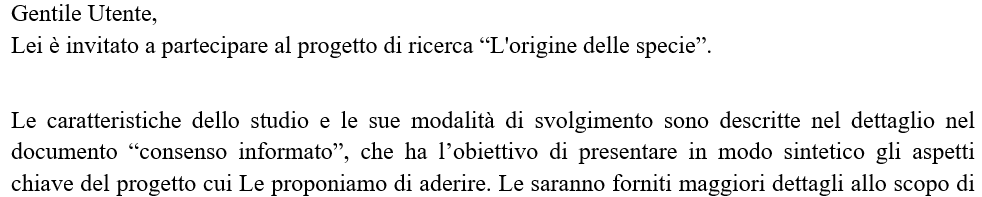 Gentile Utente,
Lei è invitato a partecipare al progetto di ricerca “L'origine delle specie”.
Le caratteristiche dello studio e le sue modalità di svolgimento sono descritte nel dettaglio nel
documento “consenso informato”, che ha l’obiettivo di presentare in modo sintetico gli aspetti
chiave del progetto cui Le proponiamo di aderire. Le saranno forniti maggiori dettagli allo scopo di